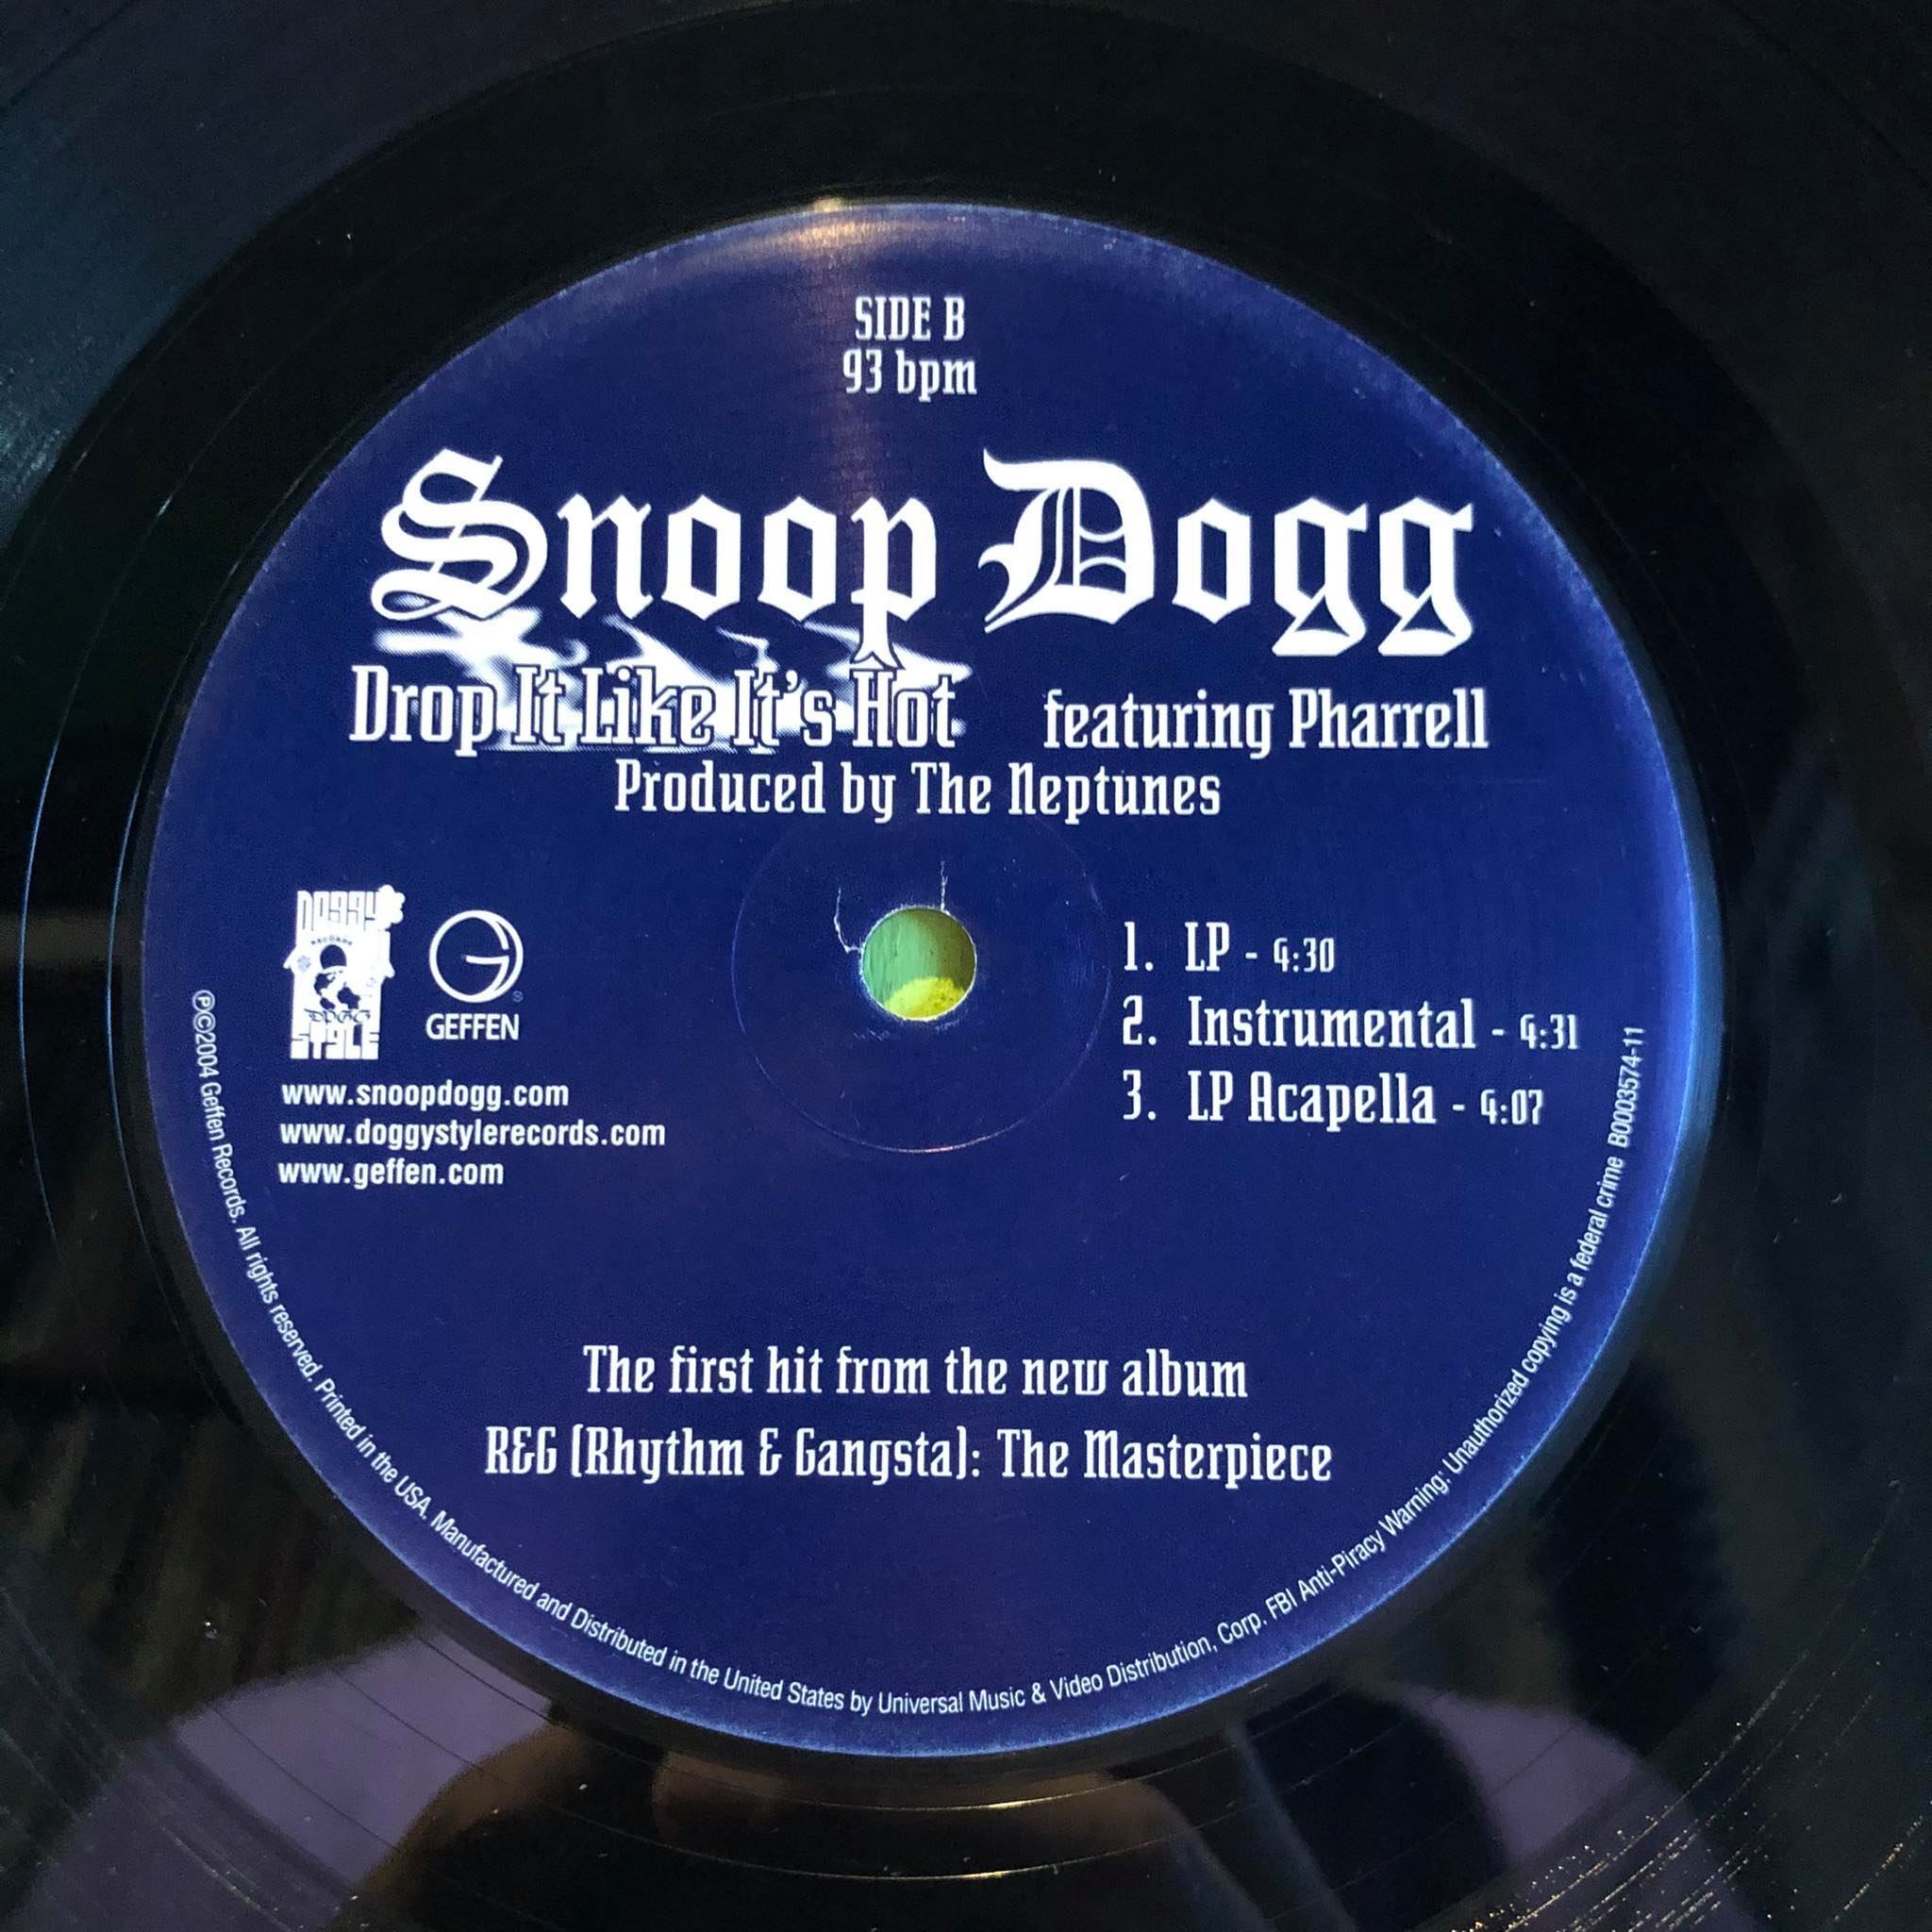 SIDE B
93 bpm
Snoop Dogg
Drop It Like It's Hot featuring Pharrell
Produced by The Neptunes
DOGGY
RECORDS
STYLE
GEFFEN
www.snoopdogg.com
www.doggystylerecords.com
www.geffen.com
1. LP - 4:30
2. Instrumental - 4:31
3. LP Acapella - 4:07
The first hit from the new album
R&G (Rhythm & Gangsta): The Masterpiece
℗©2004 Geffen Records. All rights reserved. Printed in the USA. Manufactured and Distributed in the United States by Universal Music & Video Distribution, Corp. FBI Anti-Piracy Warning: Unauthorized copying is a federal crime B0003574-11